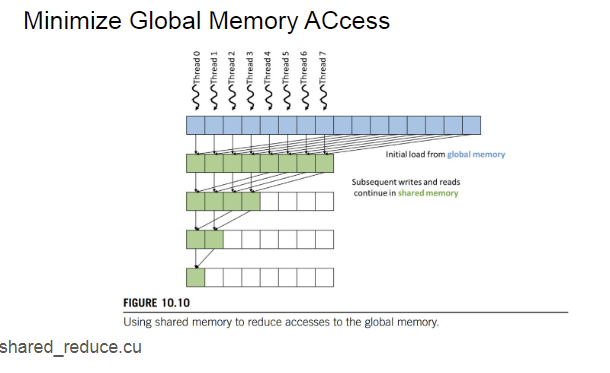 Minimize Global Memory ACcess
Thread 0
Thread 1
Thread 2
Thread 3
Thread 4
Thread 5
Thread 6
Thread 7
Initial load from global memory
Subsequent writes and reads
continue in shared memory
FIGURE 10.10
Using shared memory to reduce accesses to the global memory.
shared_reduce.cu